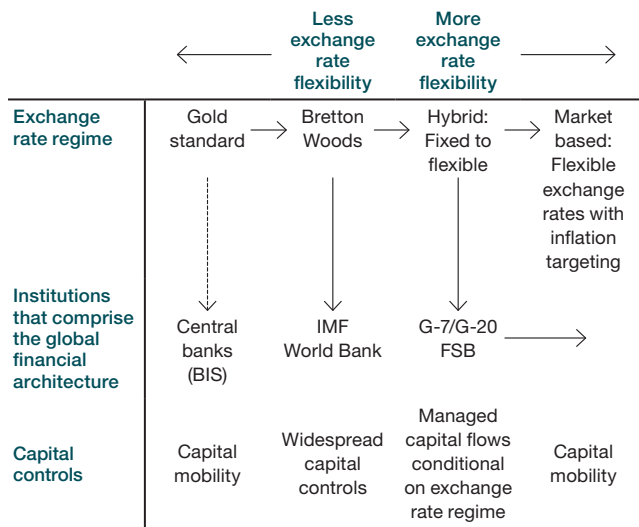 Less
exchange
rate
flexibility
More
exchange
rate
flexibility
Exchange
rate regime
Gold
standard
Bretton
Woods
Hybrid:
Fixed to
flexible
Market
based:
Flexible
exchange
rates with
inflation
targeting
Institutions
that comprise
the global
financial
architecture
Central
banks
(BIS)
IMF
World Bank
G-7/G-20
FSB
Capital
controls
Capital
mobility
Widespread
capital
controls
Managed
capital flows
conditional
on exchange
rate regime
Capital
mobility